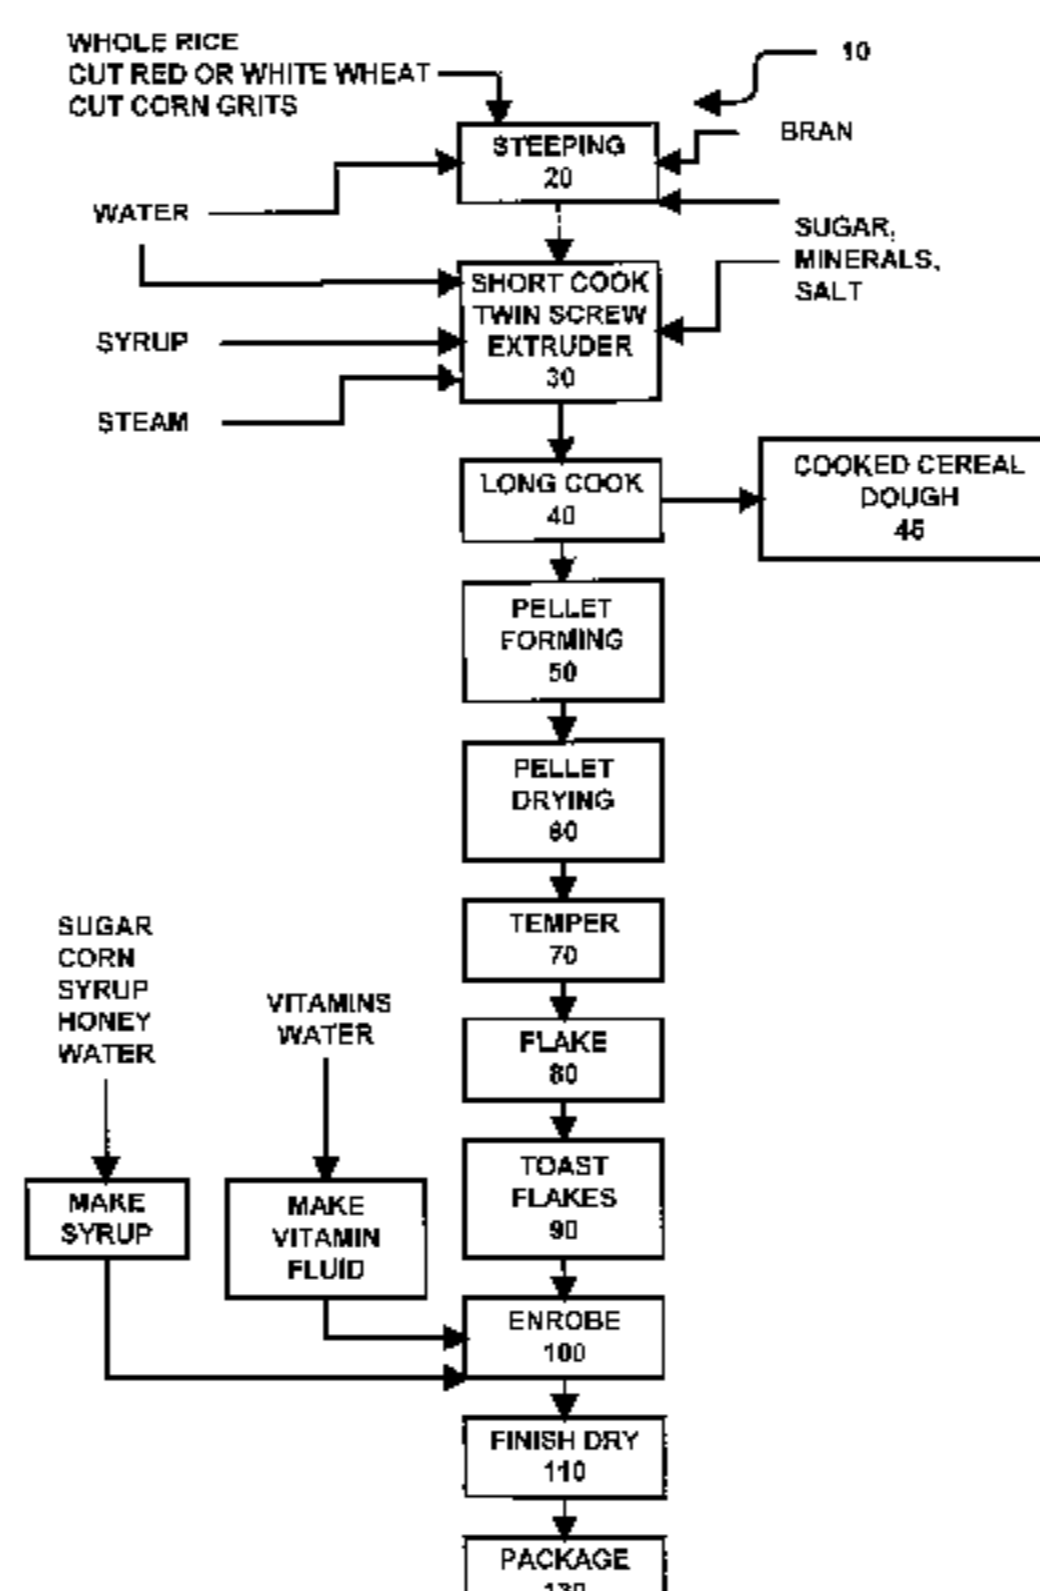 WHOLE RICE
CUT RED OR WHITE WHEAT
CUT CORN GRITS
10
BRAN
STEEPING
20
WATER
SUGAR,
MINERALS,
SALT
SHORT COOK
TWIN SCREW
EXTRUDER
30
SYRUP
STEAM
LONG COOK
40
COOKED CEREAL
DOUGH
45
PELLET
FORMING
50
PELLET
DRYING
60
TEMPER
70
SUGAR
CORN
SYRUP
HONEY
WATER
VITAMINS
WATER
FLAKE
80
TOAST
FLAKES
90
MAKE
SYRUP
MAKE
VITAMIN
FLUID
ENROBE
100
FINISH DRY
110
PACKAGE